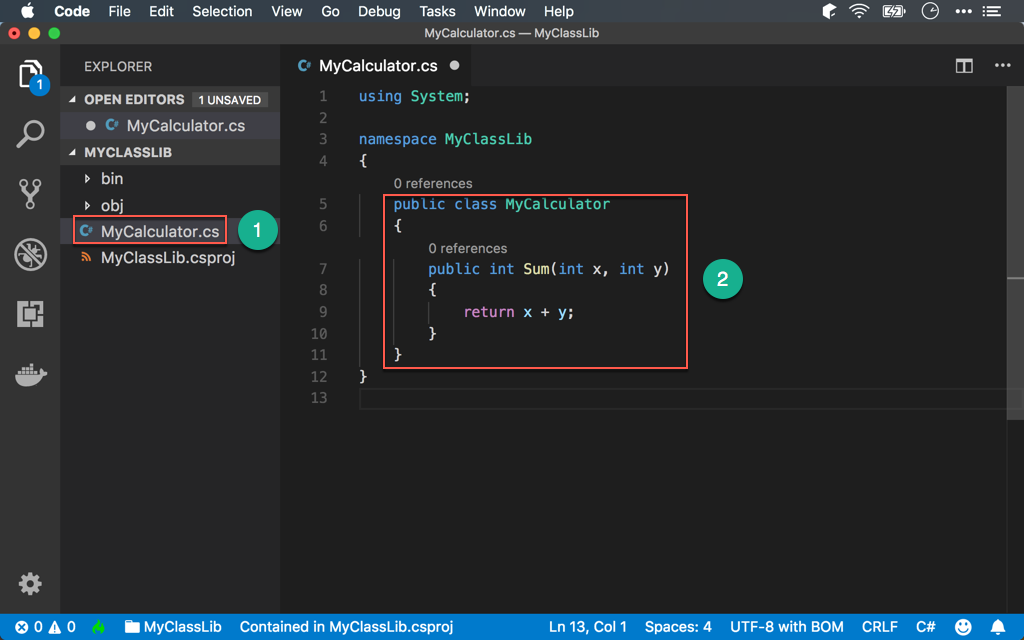 Code File Edit Selection View Go Debug Tasks Window Help
MyCalculator.cs — MyClassLib
1
EXPLORER
OPEN EDITORS 1 UNSAVED
C# MyCalculator.cs
MYCLASSLIB
bin
obj
C# MyCalculator.cs
1
MyClassLib.csproj
C# MyCalculator.cs
1 using System;
2
3 namespace MyClassLib
4 {
0 references
5 public class MyCalculator
6 {
0 references
7 public int Sum(int x, int y)
8 {
9 return x + y;
10 }
11 }
12 }
13
2
0 0 MyClassLib Contained in MyClassLib.csproj Ln 13, Col 1 Spaces: 4 UTF-8 with BOM CRLF C#